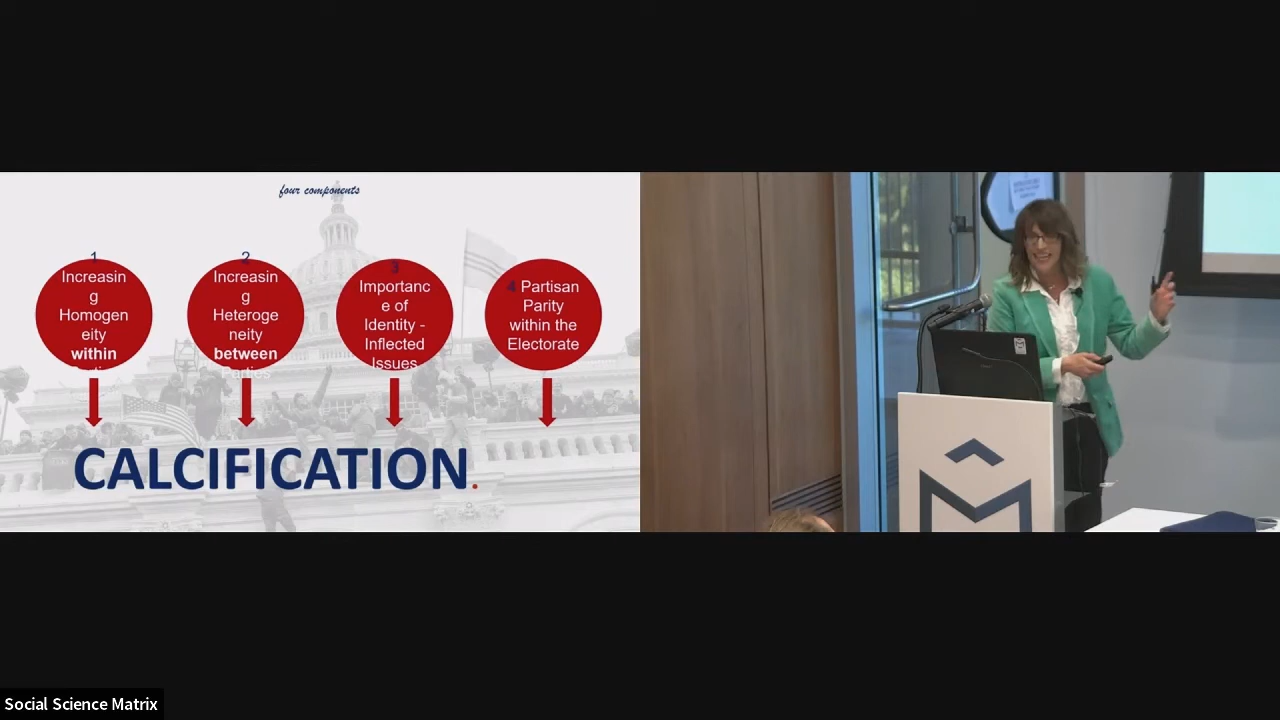 four components
1
Increasin
g
Homogen
eity
within
2
Increasin
g
Heteroge
neity
between
Parties
3
Importanc
e of
Identity -
Inflected
Issues
4 Partisan
Parity
within the
Electorate
CALCIFICATION.
Social Science Matrix